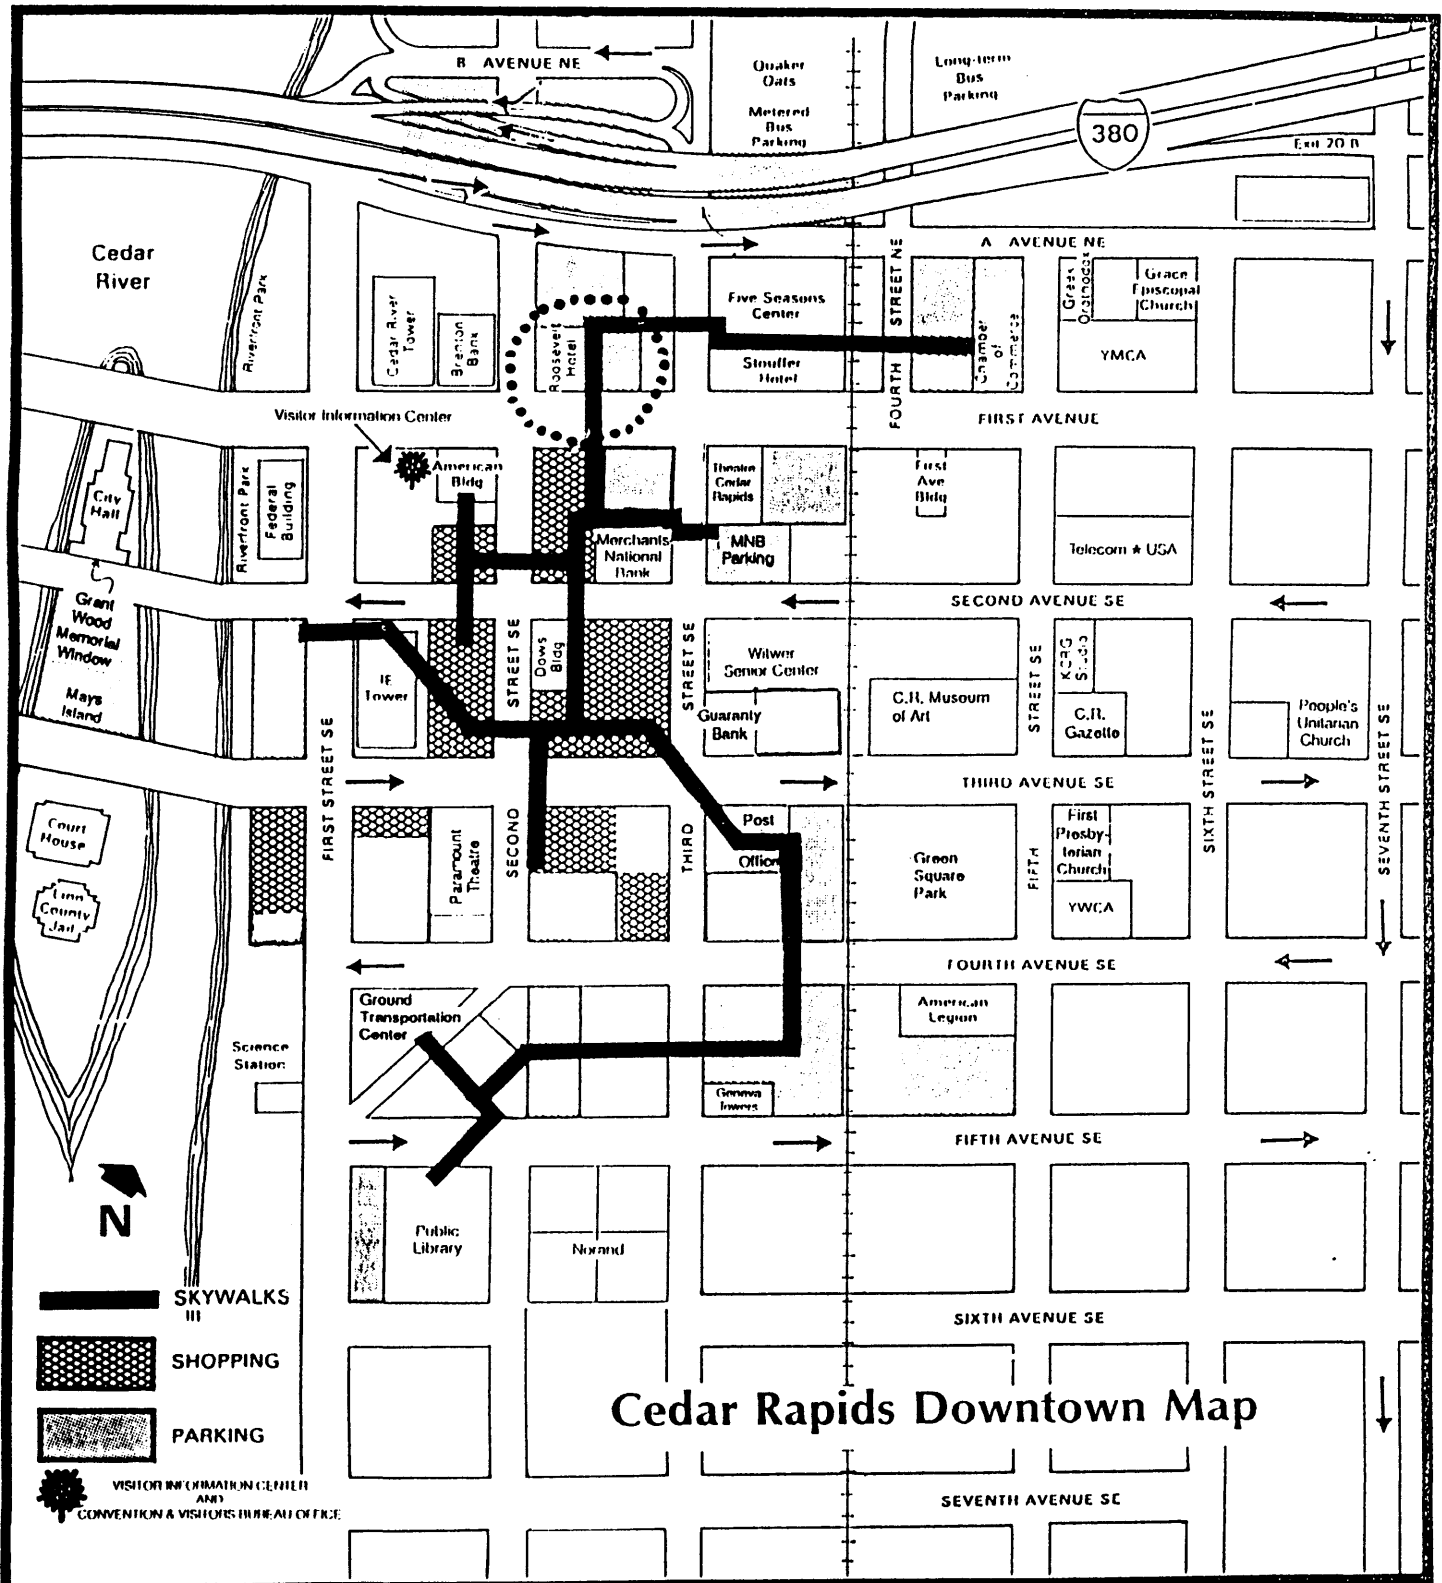 B AVENUE NE
Quaker
Oats
Metered
Bus
Parking
Long-term
Bus
Parking
380
Exit 20 B
A AVENUE NE
Cedar
River
Riverfront Park
Cedar River
Tower
Brenton
Bank
Roosevelt
Hotel
Five Seasons
Center
Stouffer
Hotel
FOURTH STREET NE
Chamber
of
Commerce
Greek
Orothodox
Grace
Episcopal
Church
YMCA
FIRST AVENUE
Visitor Information Center
American
Bldg
City
Hall
Riverfront Park
Federal
Building
Theatre
Cedar
Rapids
First
Ave
Bldg
Merchants
National
Bank
MNB
Parking
Telecom ★ USA
SECOND AVENUE SE
Grant
Wood
Memorial
Window
Mays
Island
IE
Tower
STREET SE
Dows
Bldg
STREET SE
Witwer
Senior Center
Guaranty
Bank
C.R. Museum
of Art
STREET SE
KCRG
Studio
C.R.
Gazette
People's
Unitarian
Church
FIRST STREET SE
THIRD AVENUE SE
SIXTH STREET SE
SEVENTH STREET SE
Court
House
Linn
County
Jail
Paramount
Theatre
SECOND
THIRD
Post
Office
Green
Square
Park
FIFTH
First
Presby-
terian
Church
YWCA
FOURTH AVENUE SE
Ground
Transportation
Center
Science
Station
Geneva
Towers
American
Legion
FIFTH AVENUE SE
N
Public
Library
Norand
SKYWALKS
SIXTH AVENUE SE
SHOPPING
PARKING
Cedar Rapids Downtown Map
VISITOR INFORMATION CENTER
AND
CONVENTION & VISITORS BUREAU OFFICE
SEVENTH AVENUE SE